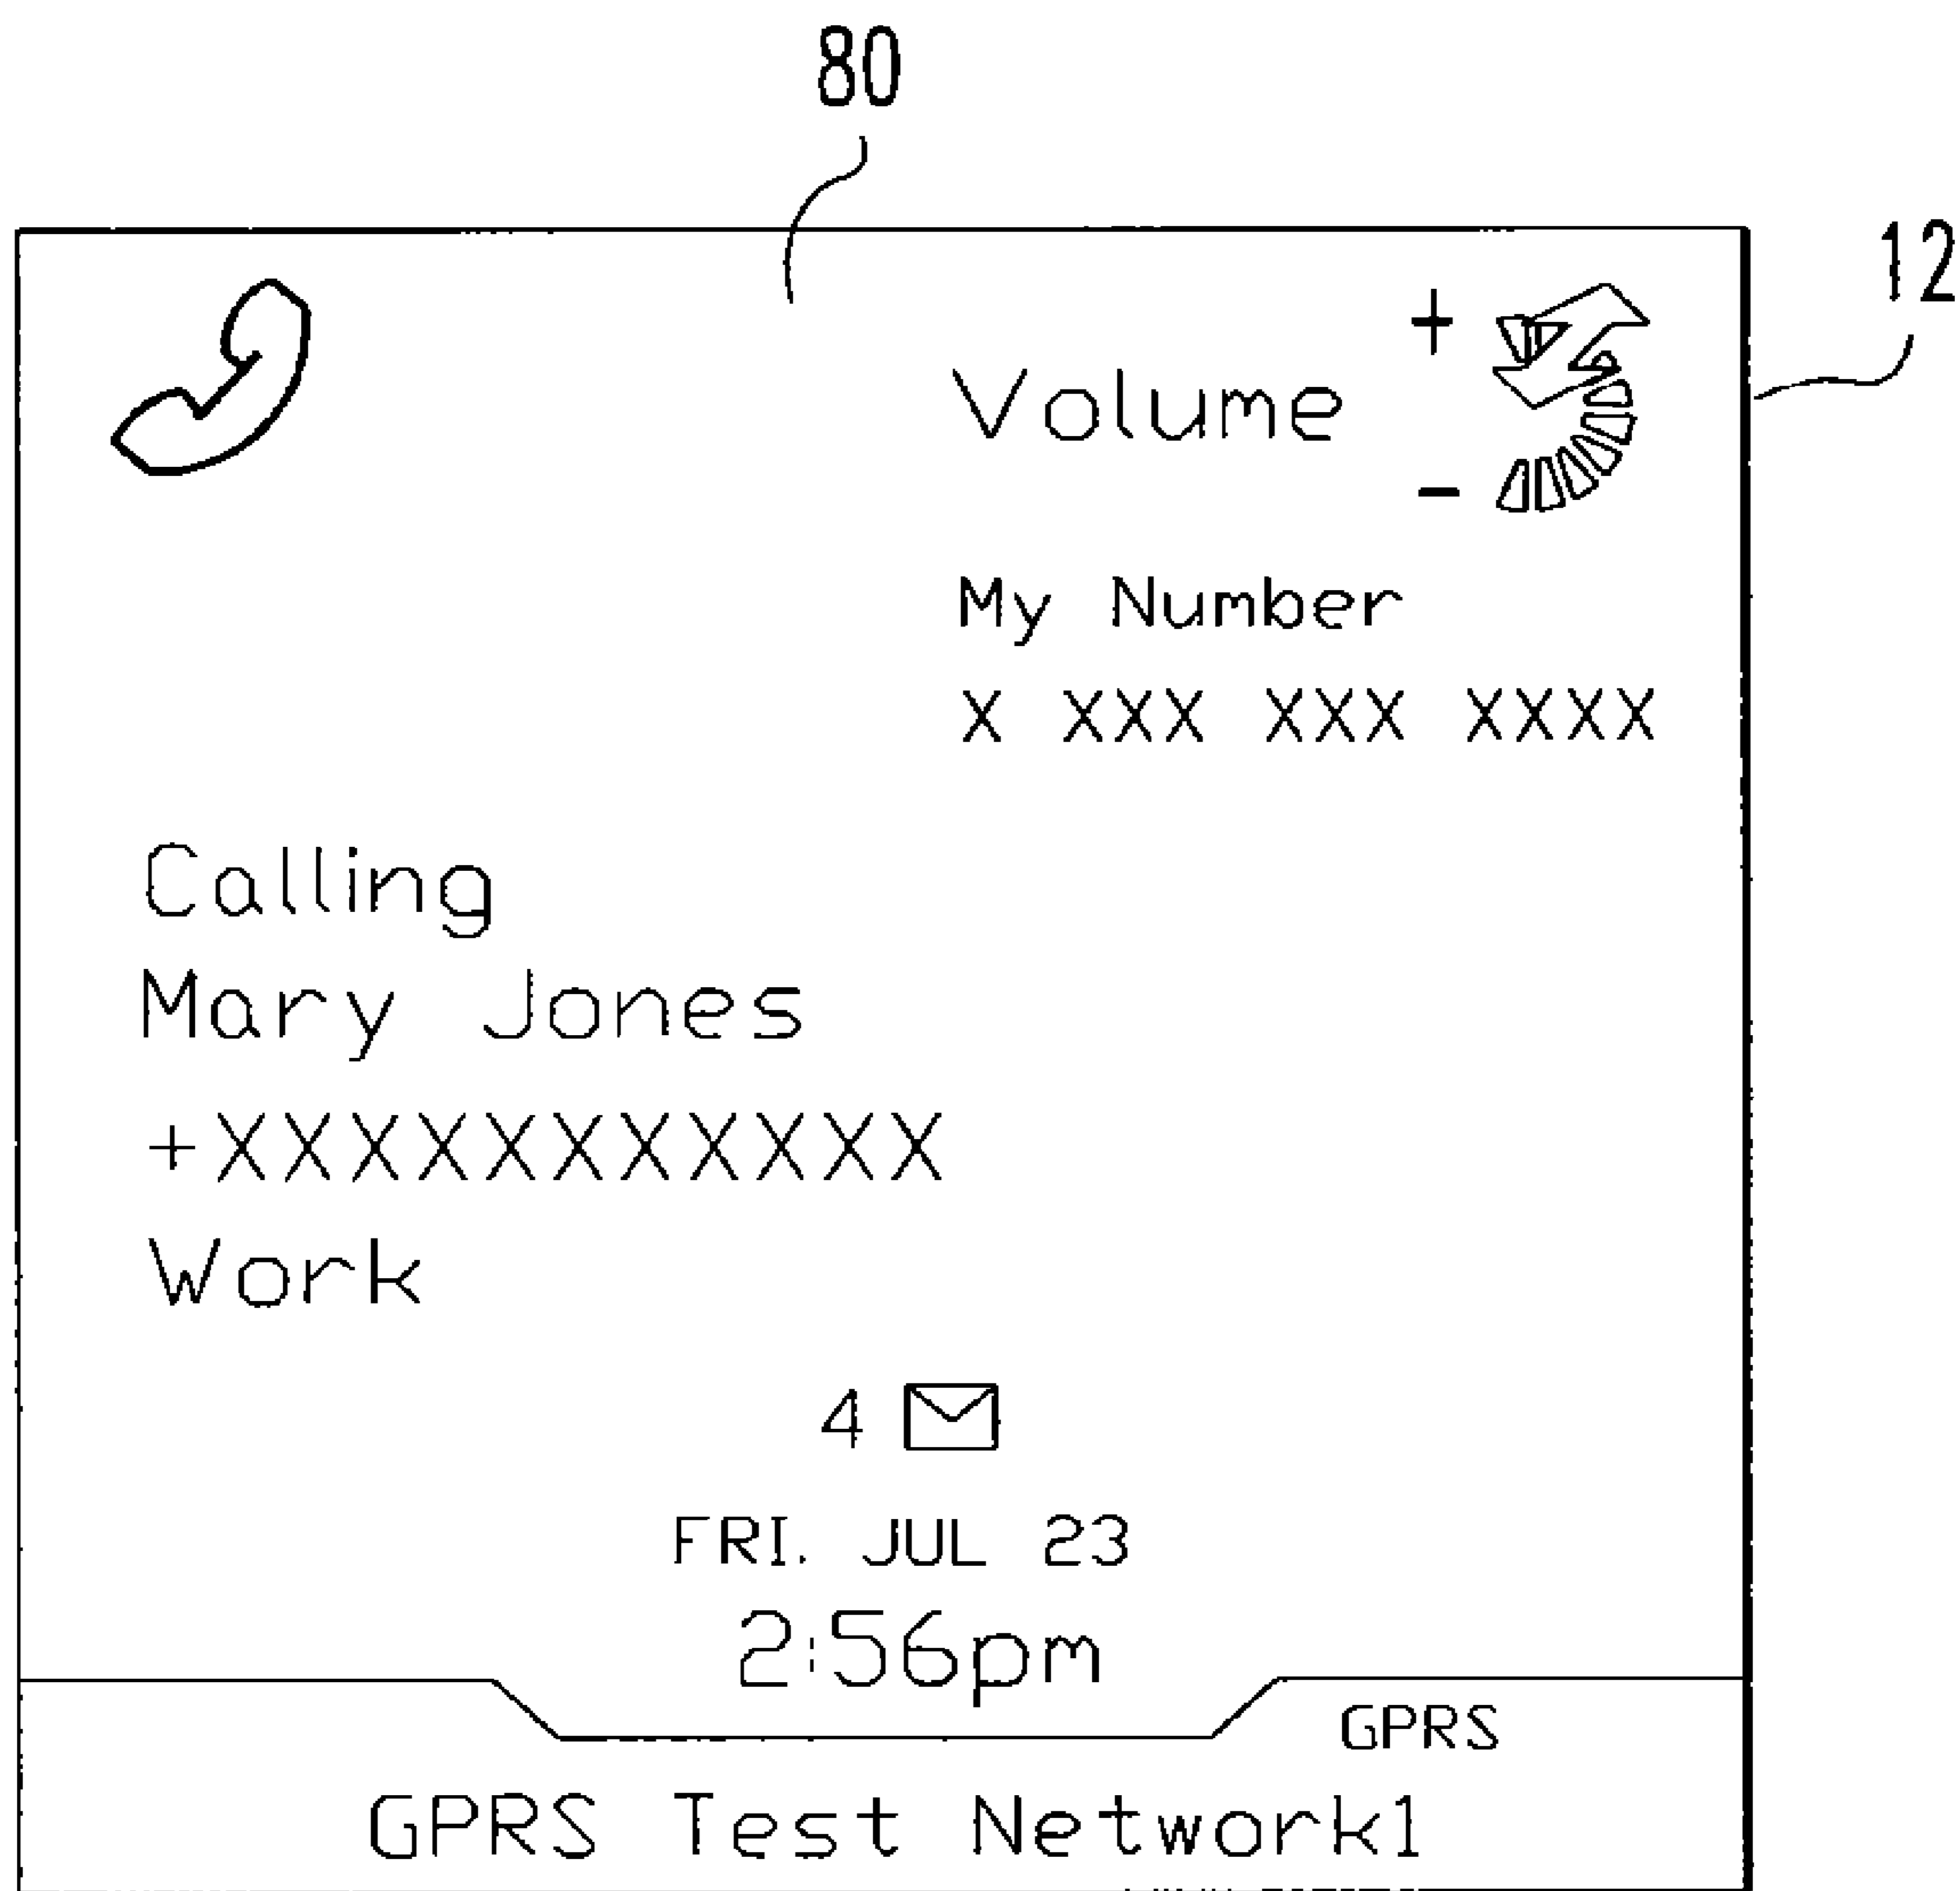 80
12
+
Volume
-
My Number
X XXX XXX XXXX
Calling
Mary Jones
+XXXXXXXXXXX
Work
4
FRI. JUL 23
2:56pm
GPRS
GPRS Test Network1